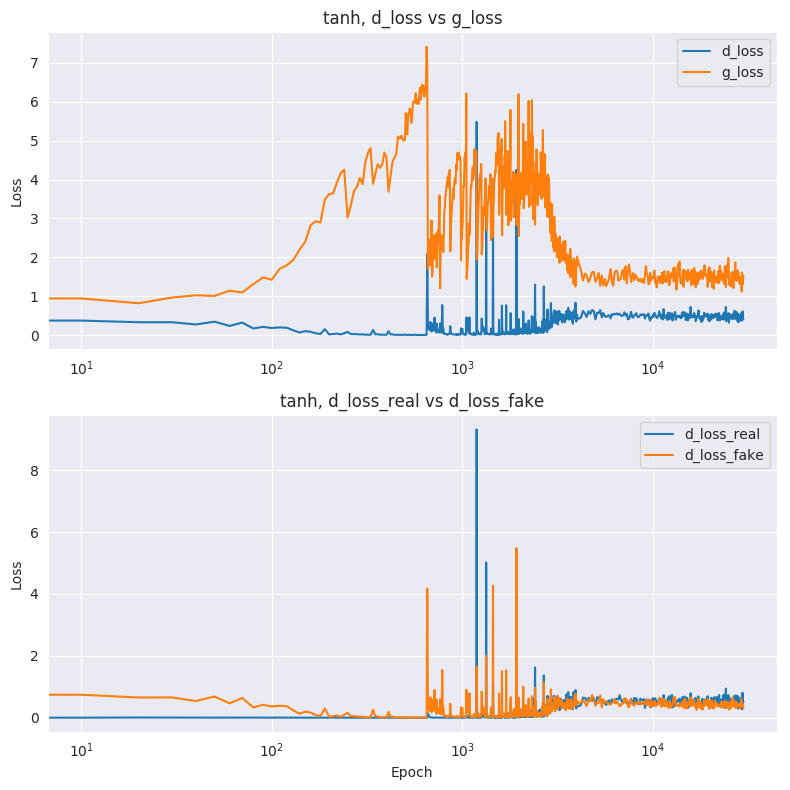 tanh, d_loss vs g_loss
d_loss
g_loss
7
6
5
4
3
2
1
0
Loss
10¹
10²
10³
10⁴
tanh, d_loss_real vs d_loss_fake
d_loss_real
d_loss_fake
8
6
4
2
0
Loss
10¹
10²
10³
10⁴
Epoch